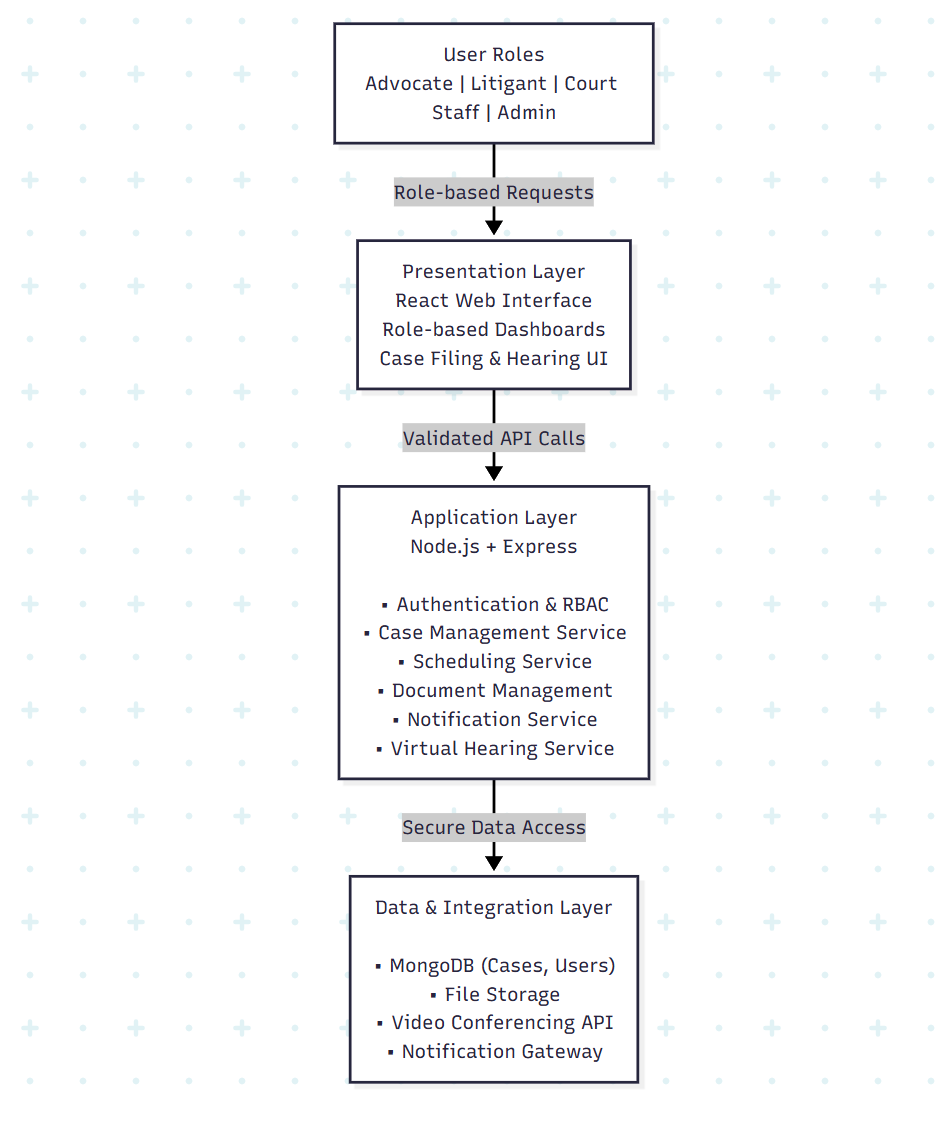 User Roles
Advocate | Litigant | Court
Staff | Admin
Role-based Requests
Presentation Layer
React Web Interface
Role-based Dashboards
Case Filing & Hearing UI
Validated API Calls
Application Layer
Node.js + Express
▪ Authentication & RBAC
▪ Case Management Service
▪ Scheduling Service
▪ Document Management
▪ Notification Service
▪ Virtual Hearing Service
Secure Data Access
Data & Integration Layer
▪ MongoDB (Cases, Users)
▪ File Storage
▪ Video Conferencing API
▪ Notification Gateway